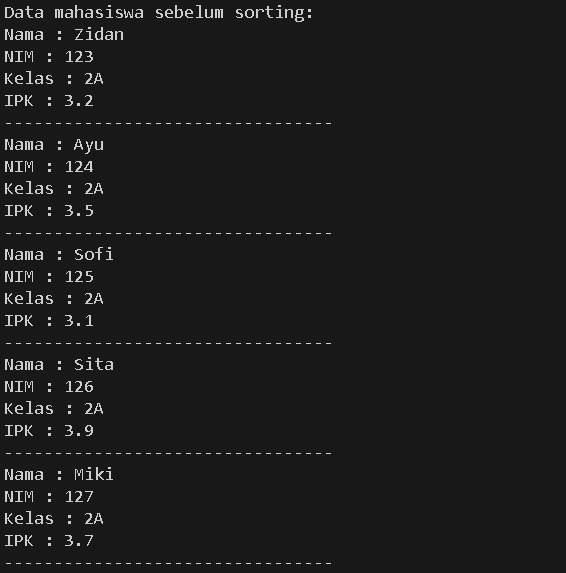 Data mahasiswa sebelum sorting:
Nama : Zidan
NIM : 123
Kelas : 2A
IPK : 3.2
---------------------------------
Nama : Ayu
NIM : 124
Kelas : 2A
IPK : 3.5
---------------------------------
Nama : Sofi
NIM : 125
Kelas : 2A
IPK : 3.1
---------------------------------
Nama : Sita
NIM : 126
Kelas : 2A
IPK : 3.9
---------------------------------
Nama : Miki
NIM : 127
Kelas : 2A
IPK : 3.7
---------------------------------